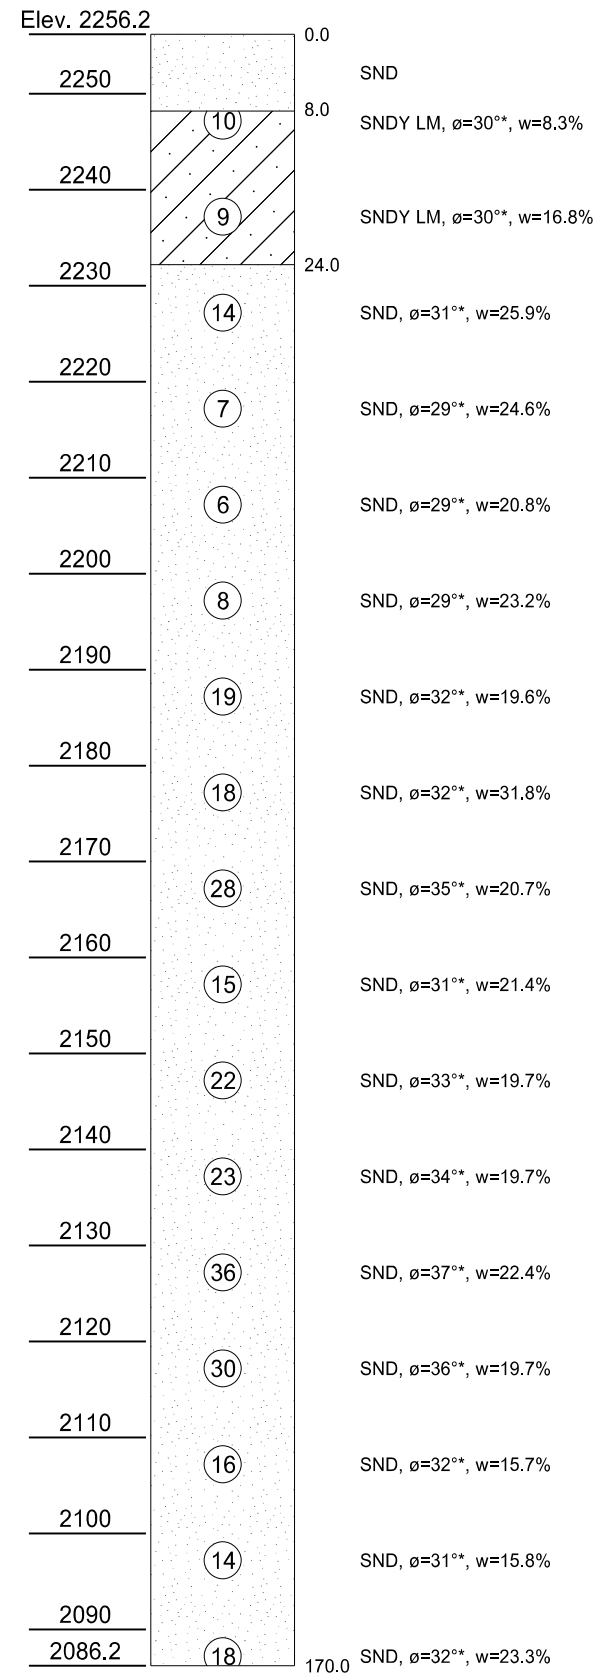 Elev. 2256.2
0.0
2250
SND
8.0
10
SNDY LM, ø=30°*, w=8.3%
2240
9
SNDY LM, ø=30°*, w=16.8%
24.0
2230
14
SND, ø=31°*, w=25.9%
2220
7
SND, ø=29°*, w=24.6%
2210
6
SND, ø=29°*, w=20.8%
2200
8
SND, ø=29°*, w=23.2%
2190
19
SND, ø=32°*, w=19.6%
2180
18
SND, ø=32°*, w=31.8%
2170
28
SND, ø=35°*, w=20.7%
2160
15
SND, ø=31°*, w=21.4%
2150
22
SND, ø=33°*, w=19.7%
2140
23
SND, ø=34°*, w=19.7%
2130
36
SND, ø=37°*, w=22.4%
2120
30
SND, ø=36°*, w=19.7%
2110
16
SND, ø=32°*, w=15.7%
2100
14
SND, ø=31°*, w=15.8%
2090
2086.2
18
170.0
SND, ø=32°*, w=23.3%